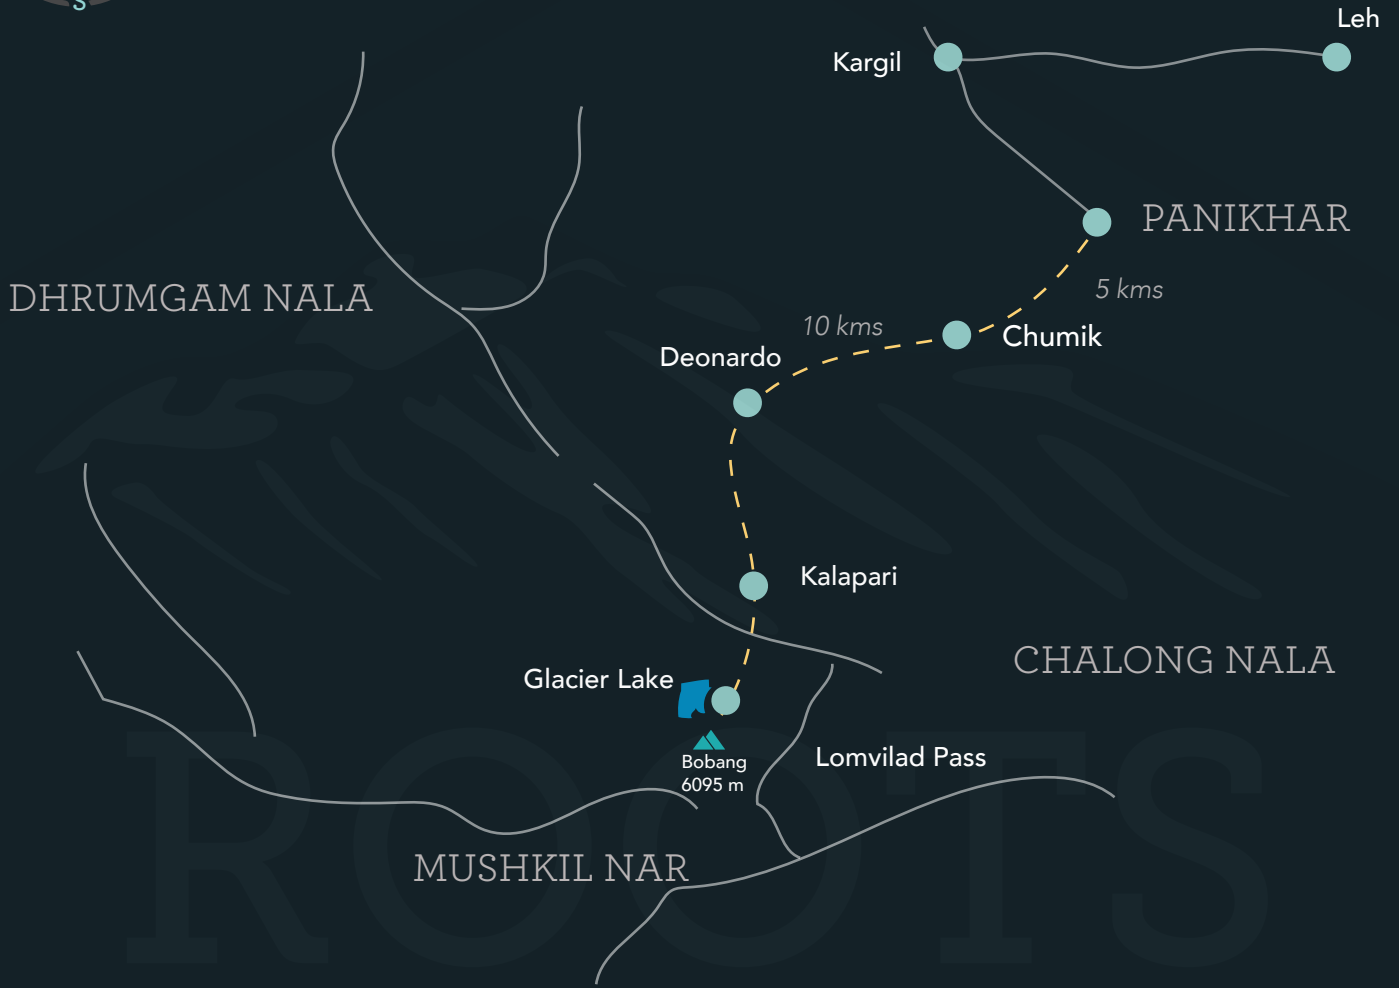 S
Leh
Kargil
PANIKHAR
DHRUMGAM NALA
5 kms
10 kms
Chumik
Deonardo
Kalapari
CHALONG NALA
Glacier Lake
Lomvilad Pass
Bobang
6095 m
MUSHKIL NAR
ROOTS